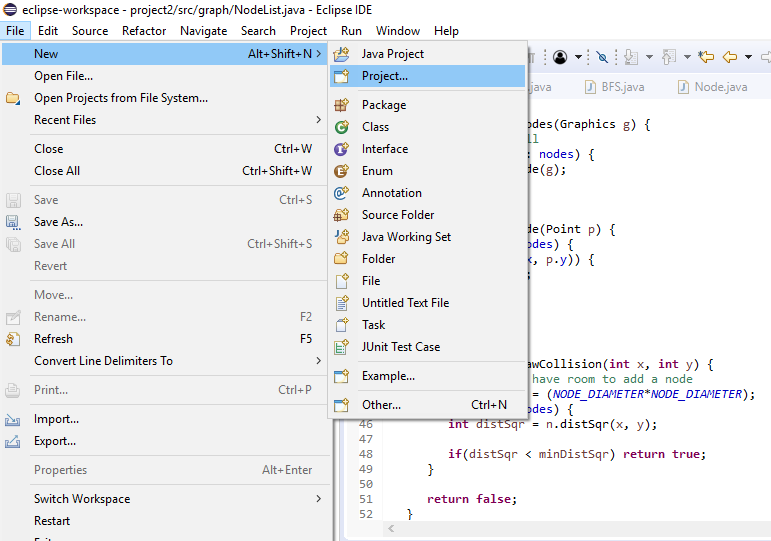 eclipse-workspace - project2/src/graph/NodeList.java - Eclipse IDE
File Edit Source Refactor Navigate Search Project Run Window Help
New Alt+Shift+N >
Open File...
Open Projects from File System...
Recent Files >
Close Ctrl+W
Close All Ctrl+Shift+W
Save Ctrl+S
Save As...
Save All Ctrl+Shift+S
Revert
Move...
Rename... F2
Refresh F5
Convert Line Delimiters To >
Print... Ctrl+P
Import...
Export...
Properties Alt+Enter
Switch Workspace >
Restart
Java Project
Project...
Package
Class
Interface
Enum
Annotation
Source Folder
Java Working Set
Folder
File
Untitled Text File
Task
JUnit Test Case
Example...
Other... Ctrl+N
.java BFS.java Node.java
odes(Graphics g) {
ll
: nodes) {
de(g);
de(Point p) {
odes) {
x, p.y)) {
;
awCollision(int x, int y) {
have room to add a node
= (NODE_DIAMETER*NODE_DIAMETER);
odes) {
46 int distSqr = n.distSqr(x, y);
47
48 if(distSqr < minDistSqr) return true;
49 }
50
51 return false;
52 }